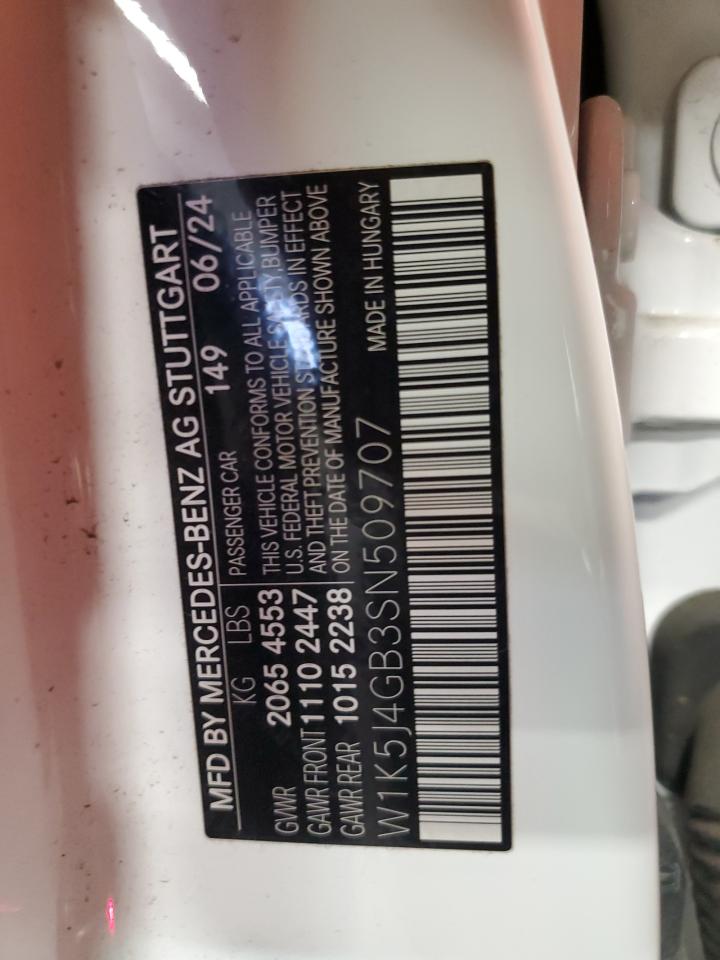 MFD BY MERCEDES-BENZ AG STUTTGART
KG LBS PASSENGER CAR 149 06/24
GVWR 2065 4553 THIS VEHICLE CONFORMS TO ALL APPLICABLE
U.S. FEDERAL MOTOR VEHICLE SAFETY, BUMPER
GAWR FRONT 1110 2447 AND THEFT PREVENTION STANDARDS IN EFFECT
GAWR REAR 1015 2238 ON THE DATE OF MANUFACTURE SHOWN ABOVE
W1K5J4GB3SN509707 MADE IN HUNGARY